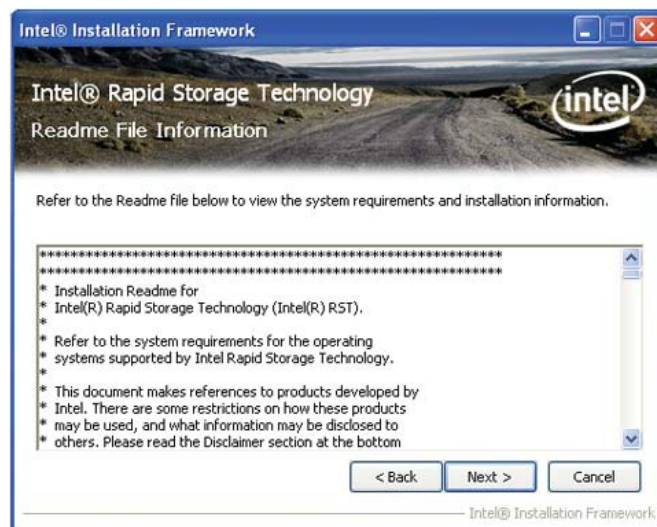 Intel® Installation Framework
Intel® Rapid Storage Technology
Readme File Information
intel
Refer to the Readme file below to view the system requirements and installation information.
************************************************************
************************************************************
* Installation Readme for
* Intel(R) Rapid Storage Technology (Intel(R) RST).
*
* Refer to the system requirements for the operating
* systems supported by Intel Rapid Storage Technology.
*
* This document makes references to products developed by
* Intel. There are some restrictions on how these products
* may be used, and what information may be disclosed to
* others. Please read the Disclaimer section at the bottom
< Back
Next >
Cancel
Intel® Installation Framework